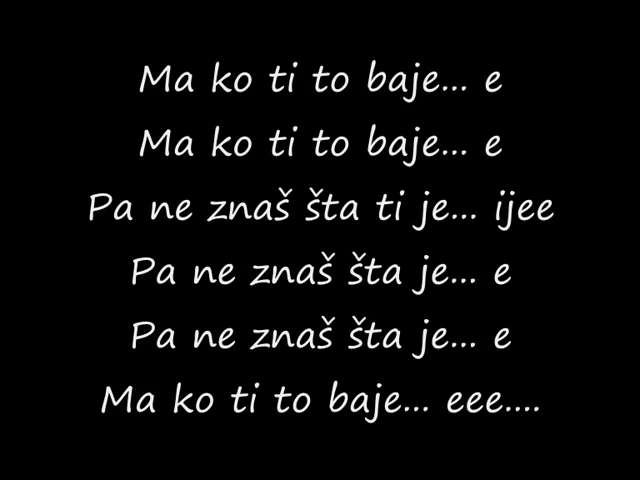 Ma ko ti to baje... e
Ma ko ti to baje... e
Pa ne znaš šta ti je... ijee
Pa ne znaš šta je... e
Pa ne znaš šta je... e
Ma ko ti to baje... eee....